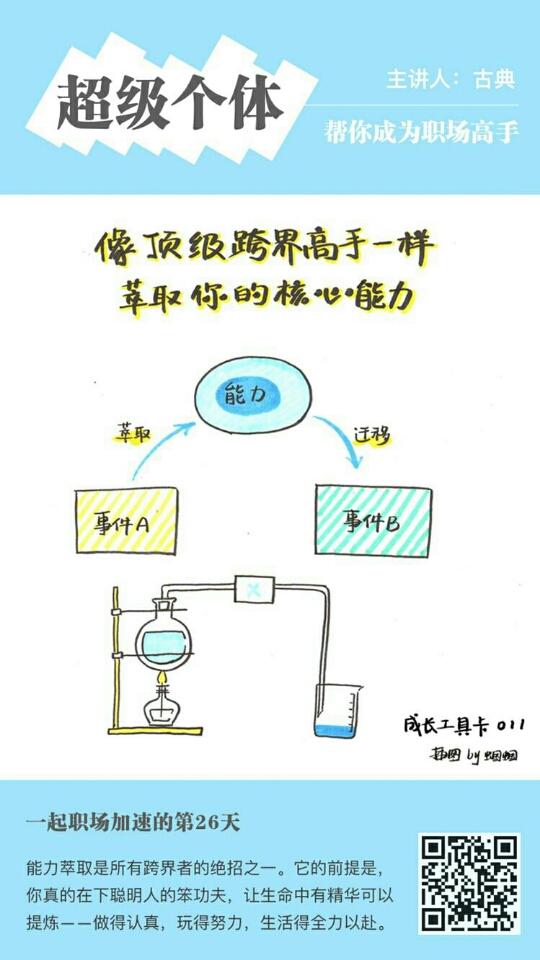 超级个体
主讲人：古典
帮你成为职场高手
像顶级跨界高手一样
萃取你的核心能力
能力
萃取
迁移
事件A
事件B
X
成长工具卡 011
插图 by 蝈蝈
一起职场加速的第26天
能力萃取是所有跨界者的绝招之一。它的前提是，
你真的在下聪明人的笨功夫，让生命中有精华可以
提炼——做得认真，玩得努力，生活得全力以赴。